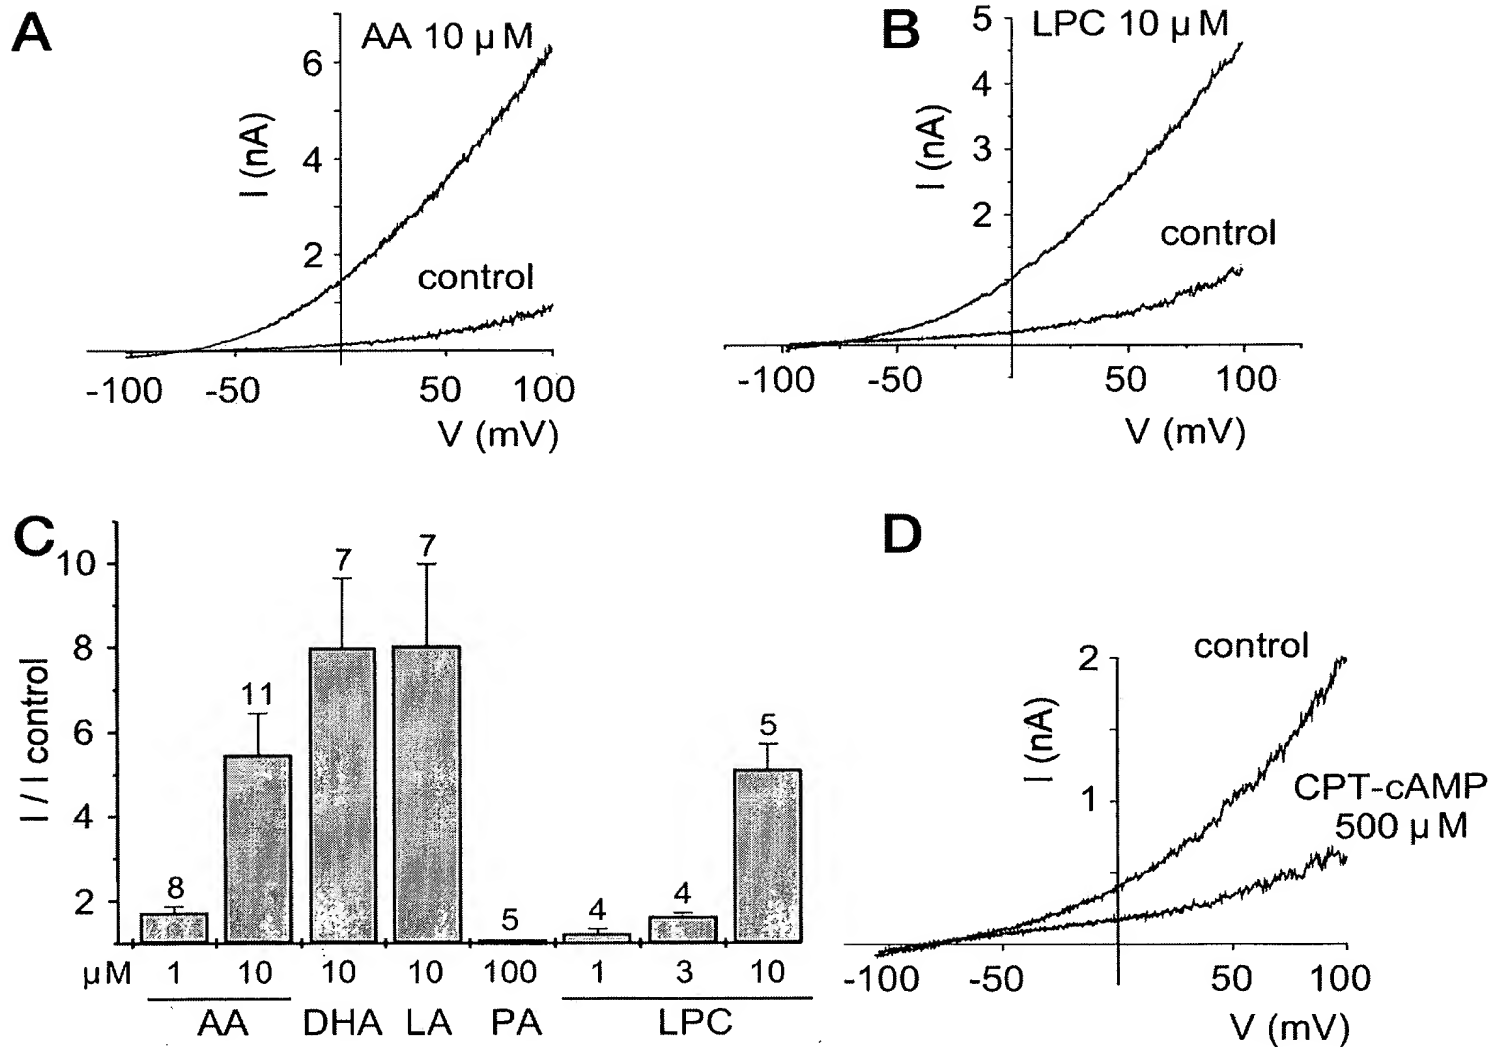 A
AA 10 µM
6
4
2
I (nA)
control
-100 -50 50 100
V (mV)
B
LPC 10 µM
5
4
3
2
I (nA)
control
-100 -50 50 100
V (mV)
C
10
8
6
4
2
I / I control
8 11 7 7 5 4 4 5
µM 1 10 10 10 100 1 3 10
AA DHA LA PA LPC
D
control
2
1
I (nA)
CPT-cAMP
500 µM
-100 -50 50 100
V (mV)